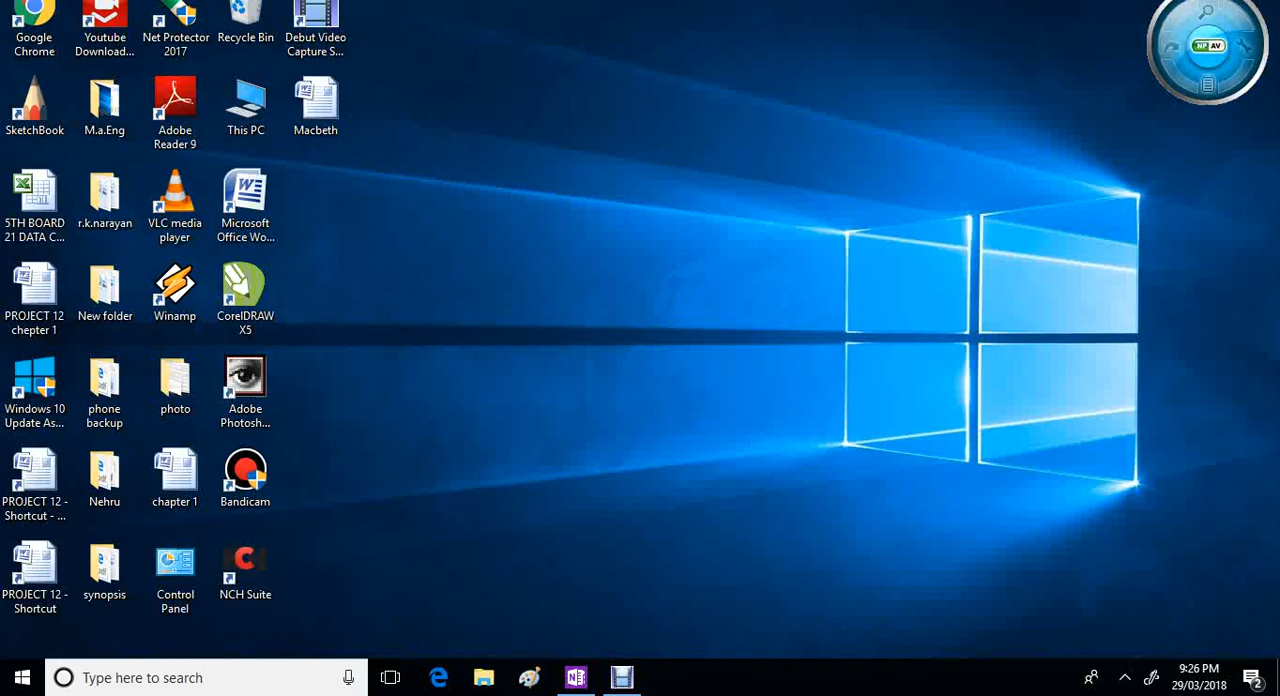 Google
Chrome
Youtube
Download...
Net Protector
2017
Recycle Bin
Debut Video
Capture S...
NP AV
SketchBook
M.a.Eng
Adobe
Reader 9
This PC
Macbeth
5TH BOARD
21 DATA C...
r.k.narayan
VLC media
player
Microsoft
Office Wo...
PROJECT 12
chepter 1
New folder
Winamp
CorelDRAW
X5
Windows 10
Update As...
phone
backup
photo
Adobe
Photosh...
PROJECT 12 -
Shortcut - ...
Nehru
chapter 1
Bandicam
PROJECT 12 -
Shortcut
synopsis
Control
Panel
NCH Suite
Type here to search
9:26 PM
29/03/2018
2